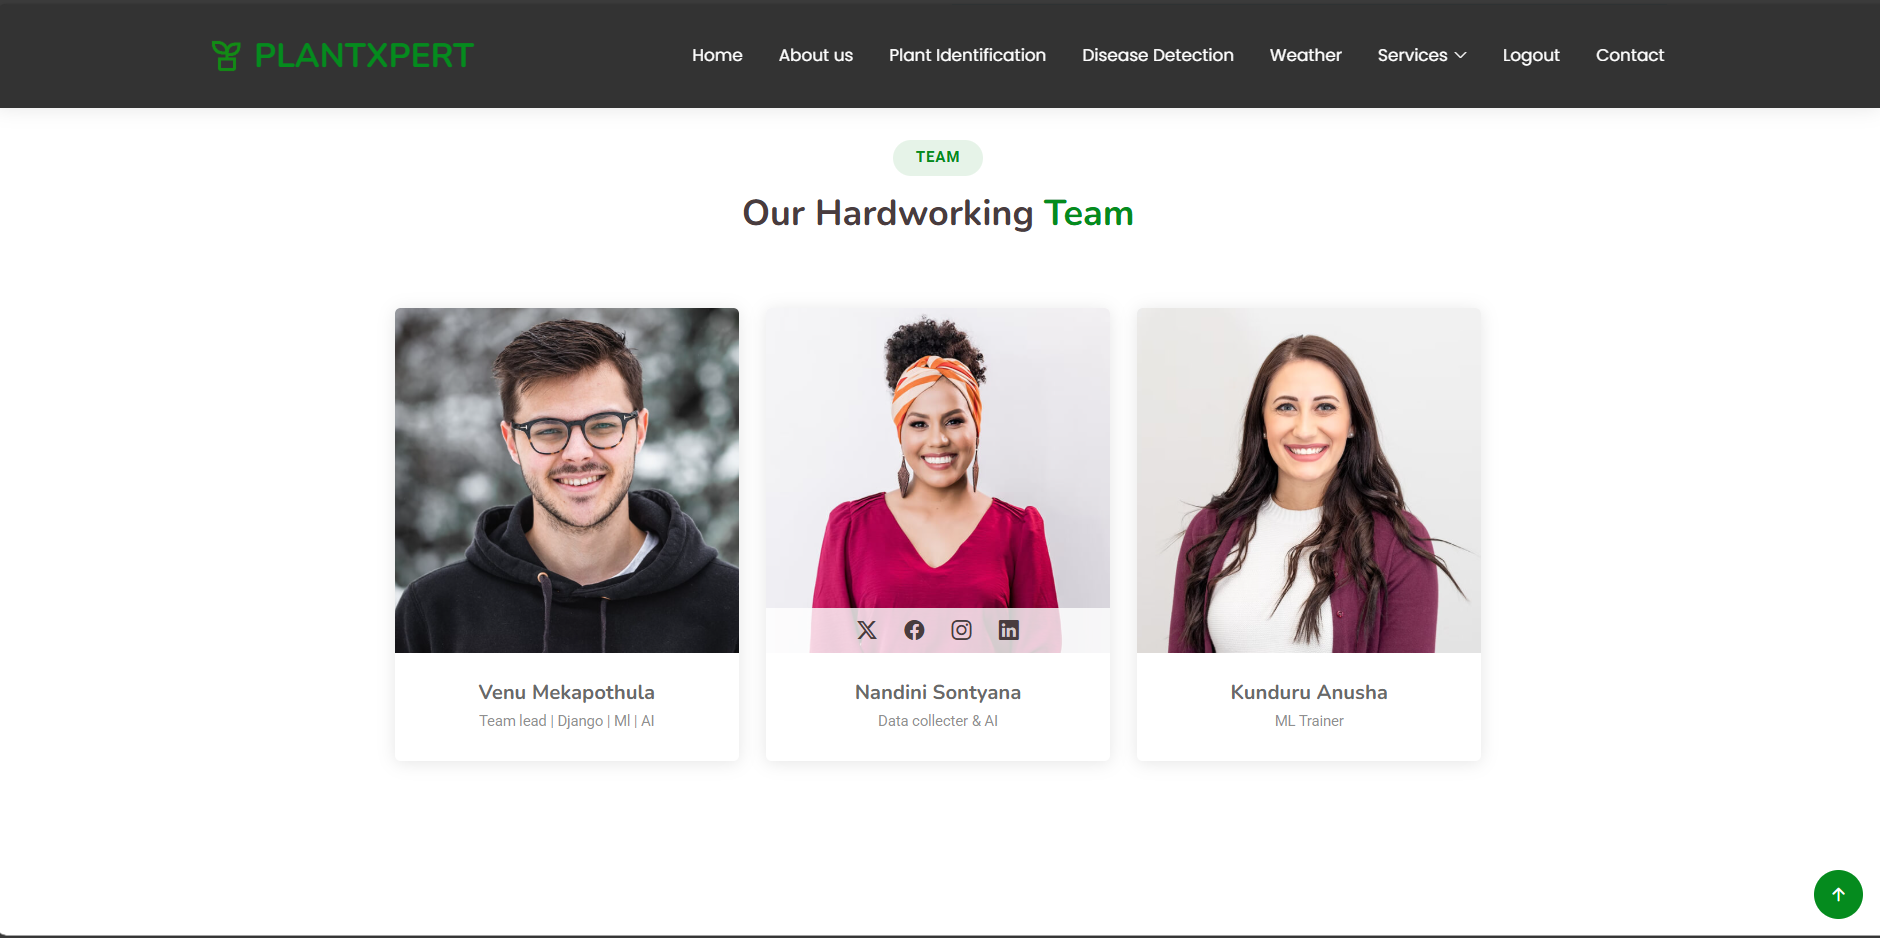 PLANTXPERT
Home About us Plant Identification Disease Detection Weather Services Logout Contact
TEAM
Our Hardworking Team
Venu Mekapothula
Team lead | Django | Ml | AI
Nandini Sontyana
Data collecter & AI
Kunduru Anusha
ML Trainer